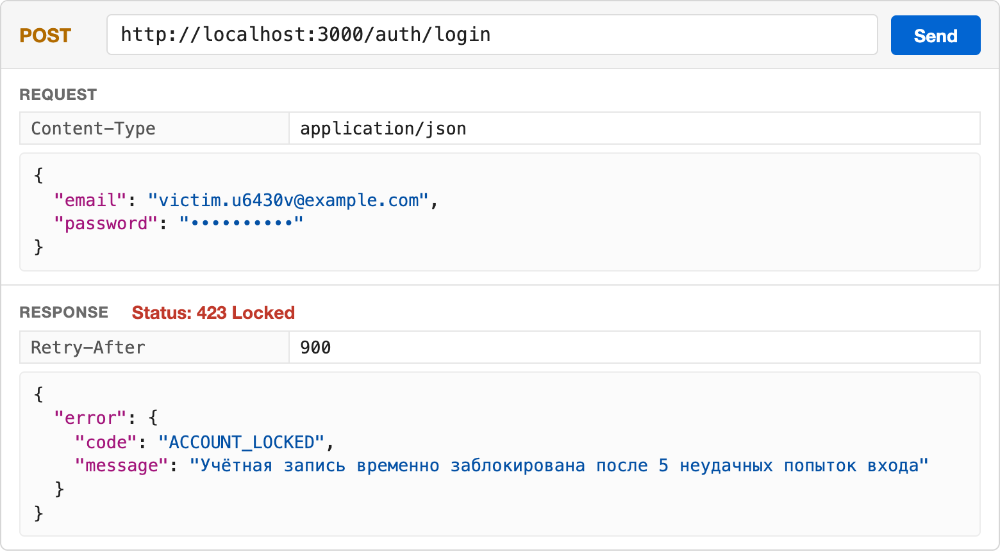 POST http://localhost:3000/auth/login Send
REQUEST
Content-Type application/json
{
"email": "victim.u6430v@example.com",
"password": "••••••••••"
}
RESPONSE Status: 423 Locked
Retry-After 900
{
"error": {
"code": "ACCOUNT_LOCKED",
"message": "Учётная запись временно заблокирована после 5 неудачных попыток входа"
}
}